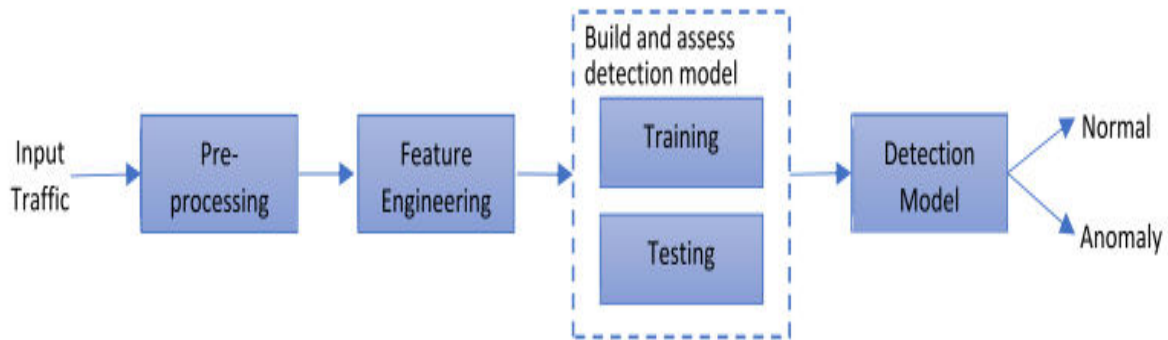 Input
Traffic
Pre-
processing
Feature
Engineering
Build and assess
detection model
Training
Testing
Detection
Model
Normal
Anomaly